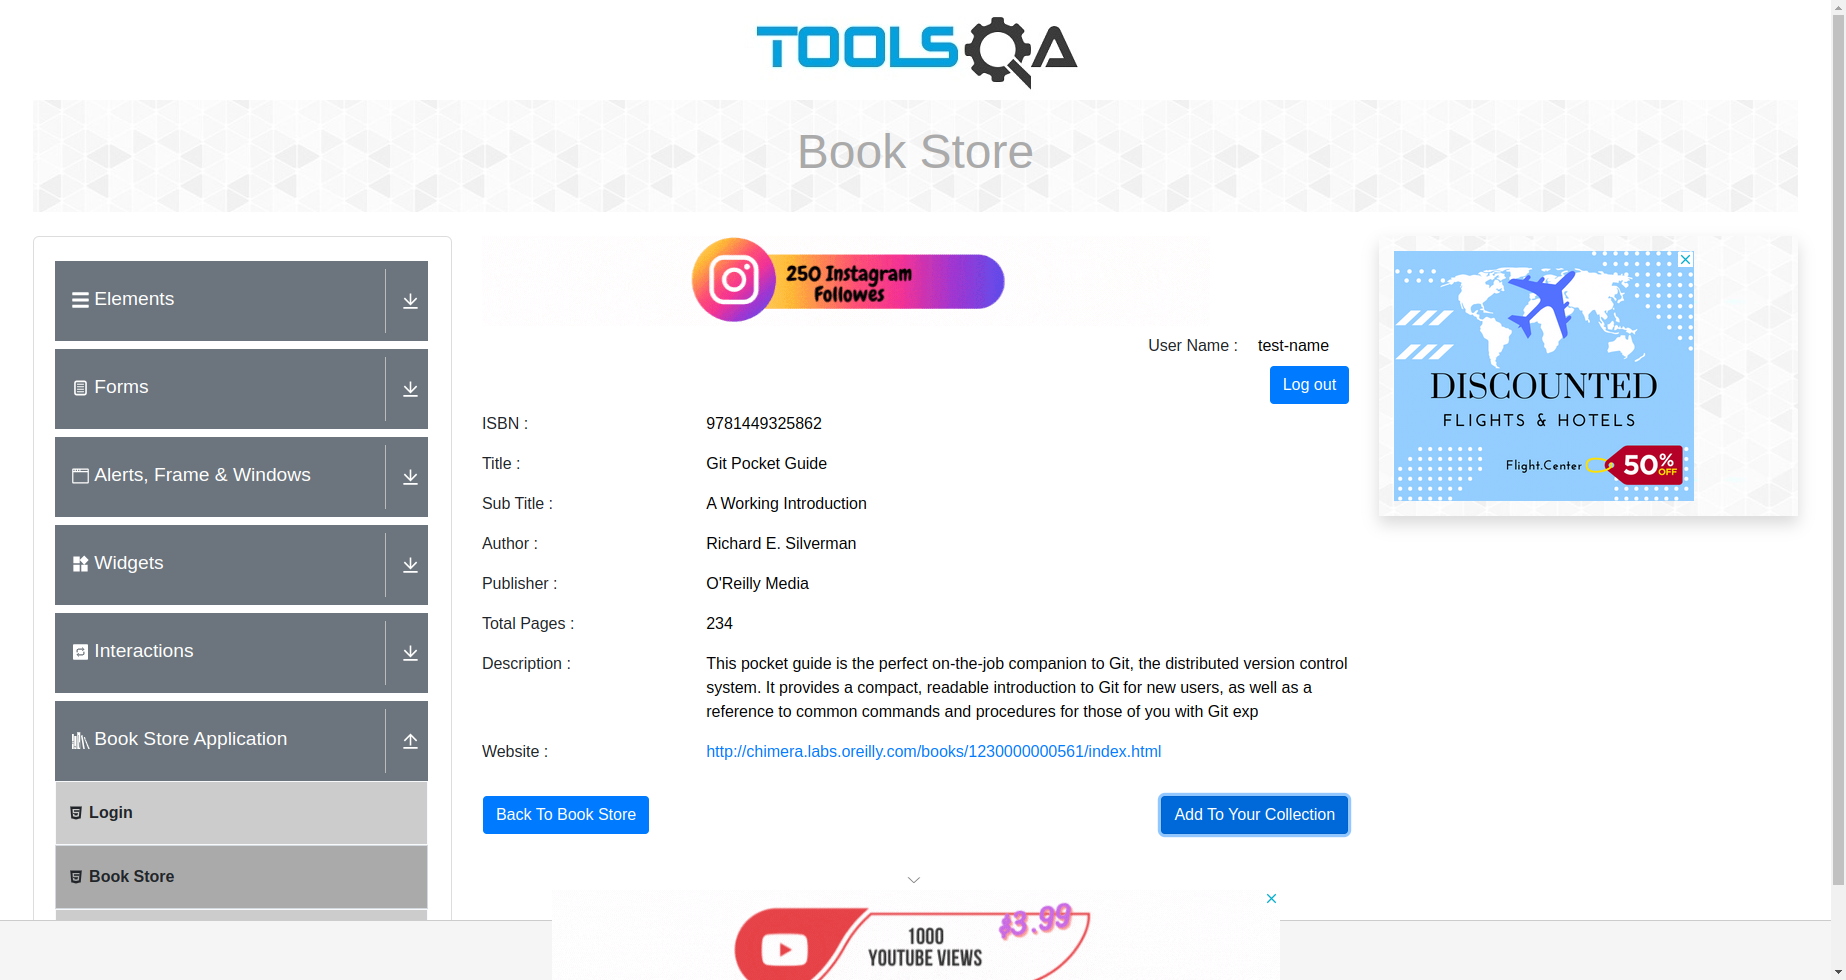 TOOLSQA
Book Store
Elements
Forms
Alerts, Frame & Windows
Widgets
Interactions
Book Store Application
Login
Book Store
250 Instagram
Followes
User Name : test-name
Log out
ISBN : 9781449325862
Title : Git Pocket Guide
Sub Title : A Working Introduction
Author : Richard E. Silverman
Publisher : O'Reilly Media
Total Pages : 234
Description : This pocket guide is the perfect on-the-job companion to Git, the distributed version control
system. It provides a compact, readable introduction to Git for new users, as well as a
reference to common commands and procedures for those of you with Git exp
Website : http://chimera.labs.oreilly.com/books/1230000000561/index.html
Back To Book Store Add To Your Collection
DISCOUNTED
FLIGHTS & HOTELS
Flight.Center 50% OFF
1000 $3.99
YOUTUBE VIEWS